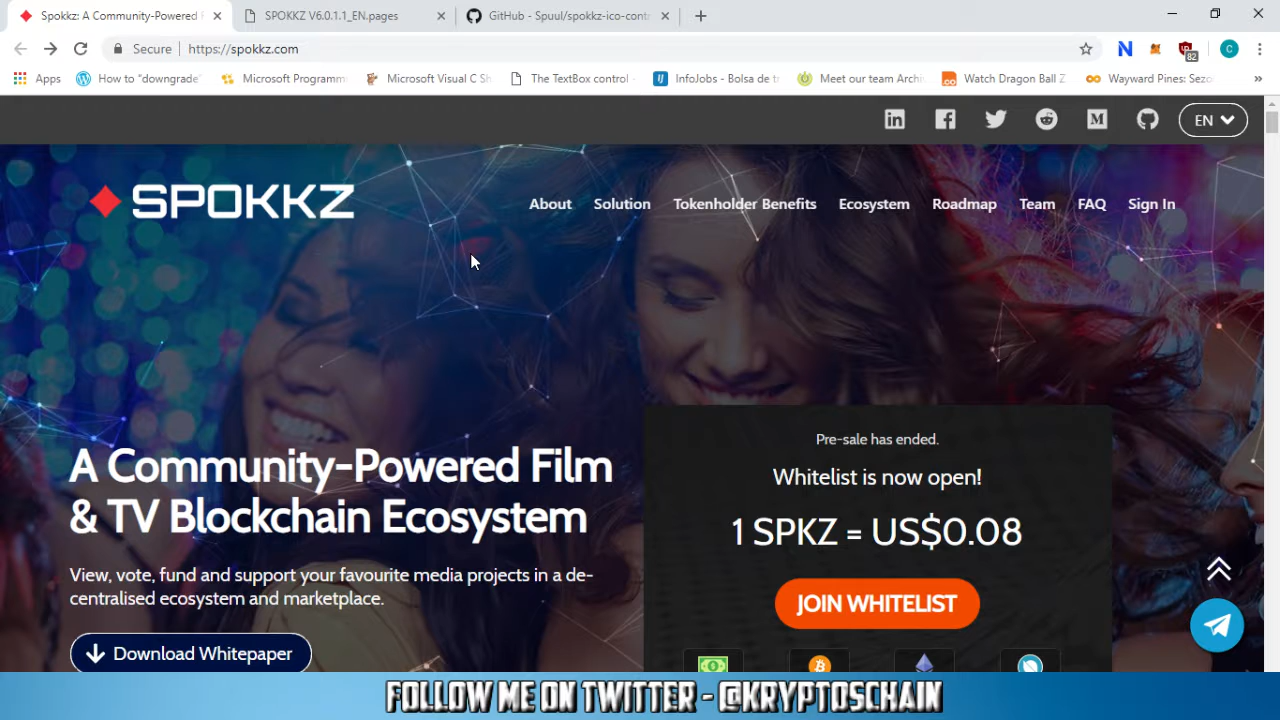 Spokkz: A Community-Powered F
SPOKKZ V6.0.1.1_EN.pages
GitHub - Spuul/spokkz-ico-contr
Secure
https://spokkz.com
N
82
C
Apps
How to "downgrade"
Microsoft Programm
Microsoft Visual C Sh
The TextBox control -
InfoJobs - Bolsa de t
Meet our team Archi
Watch Dragon Ball Z
Wayward Pines: Sezo
EN
SPOKKZ
About
Solution
Tokenholder Benefits
Ecosystem
Roadmap
Team
FAQ
Sign In
A Community-Powered Film
& TV Blockchain Ecosystem
View, vote, fund and support your favourite media projects in a de-
centralised ecosystem and marketplace.
Download Whitepaper
Pre-sale has ended.
Whitelist is now open!
1 SPKZ = US$0.08
JOIN WHITELIST
FOLLOW ME ON TWITTER - @KRYPTOSCHAIN